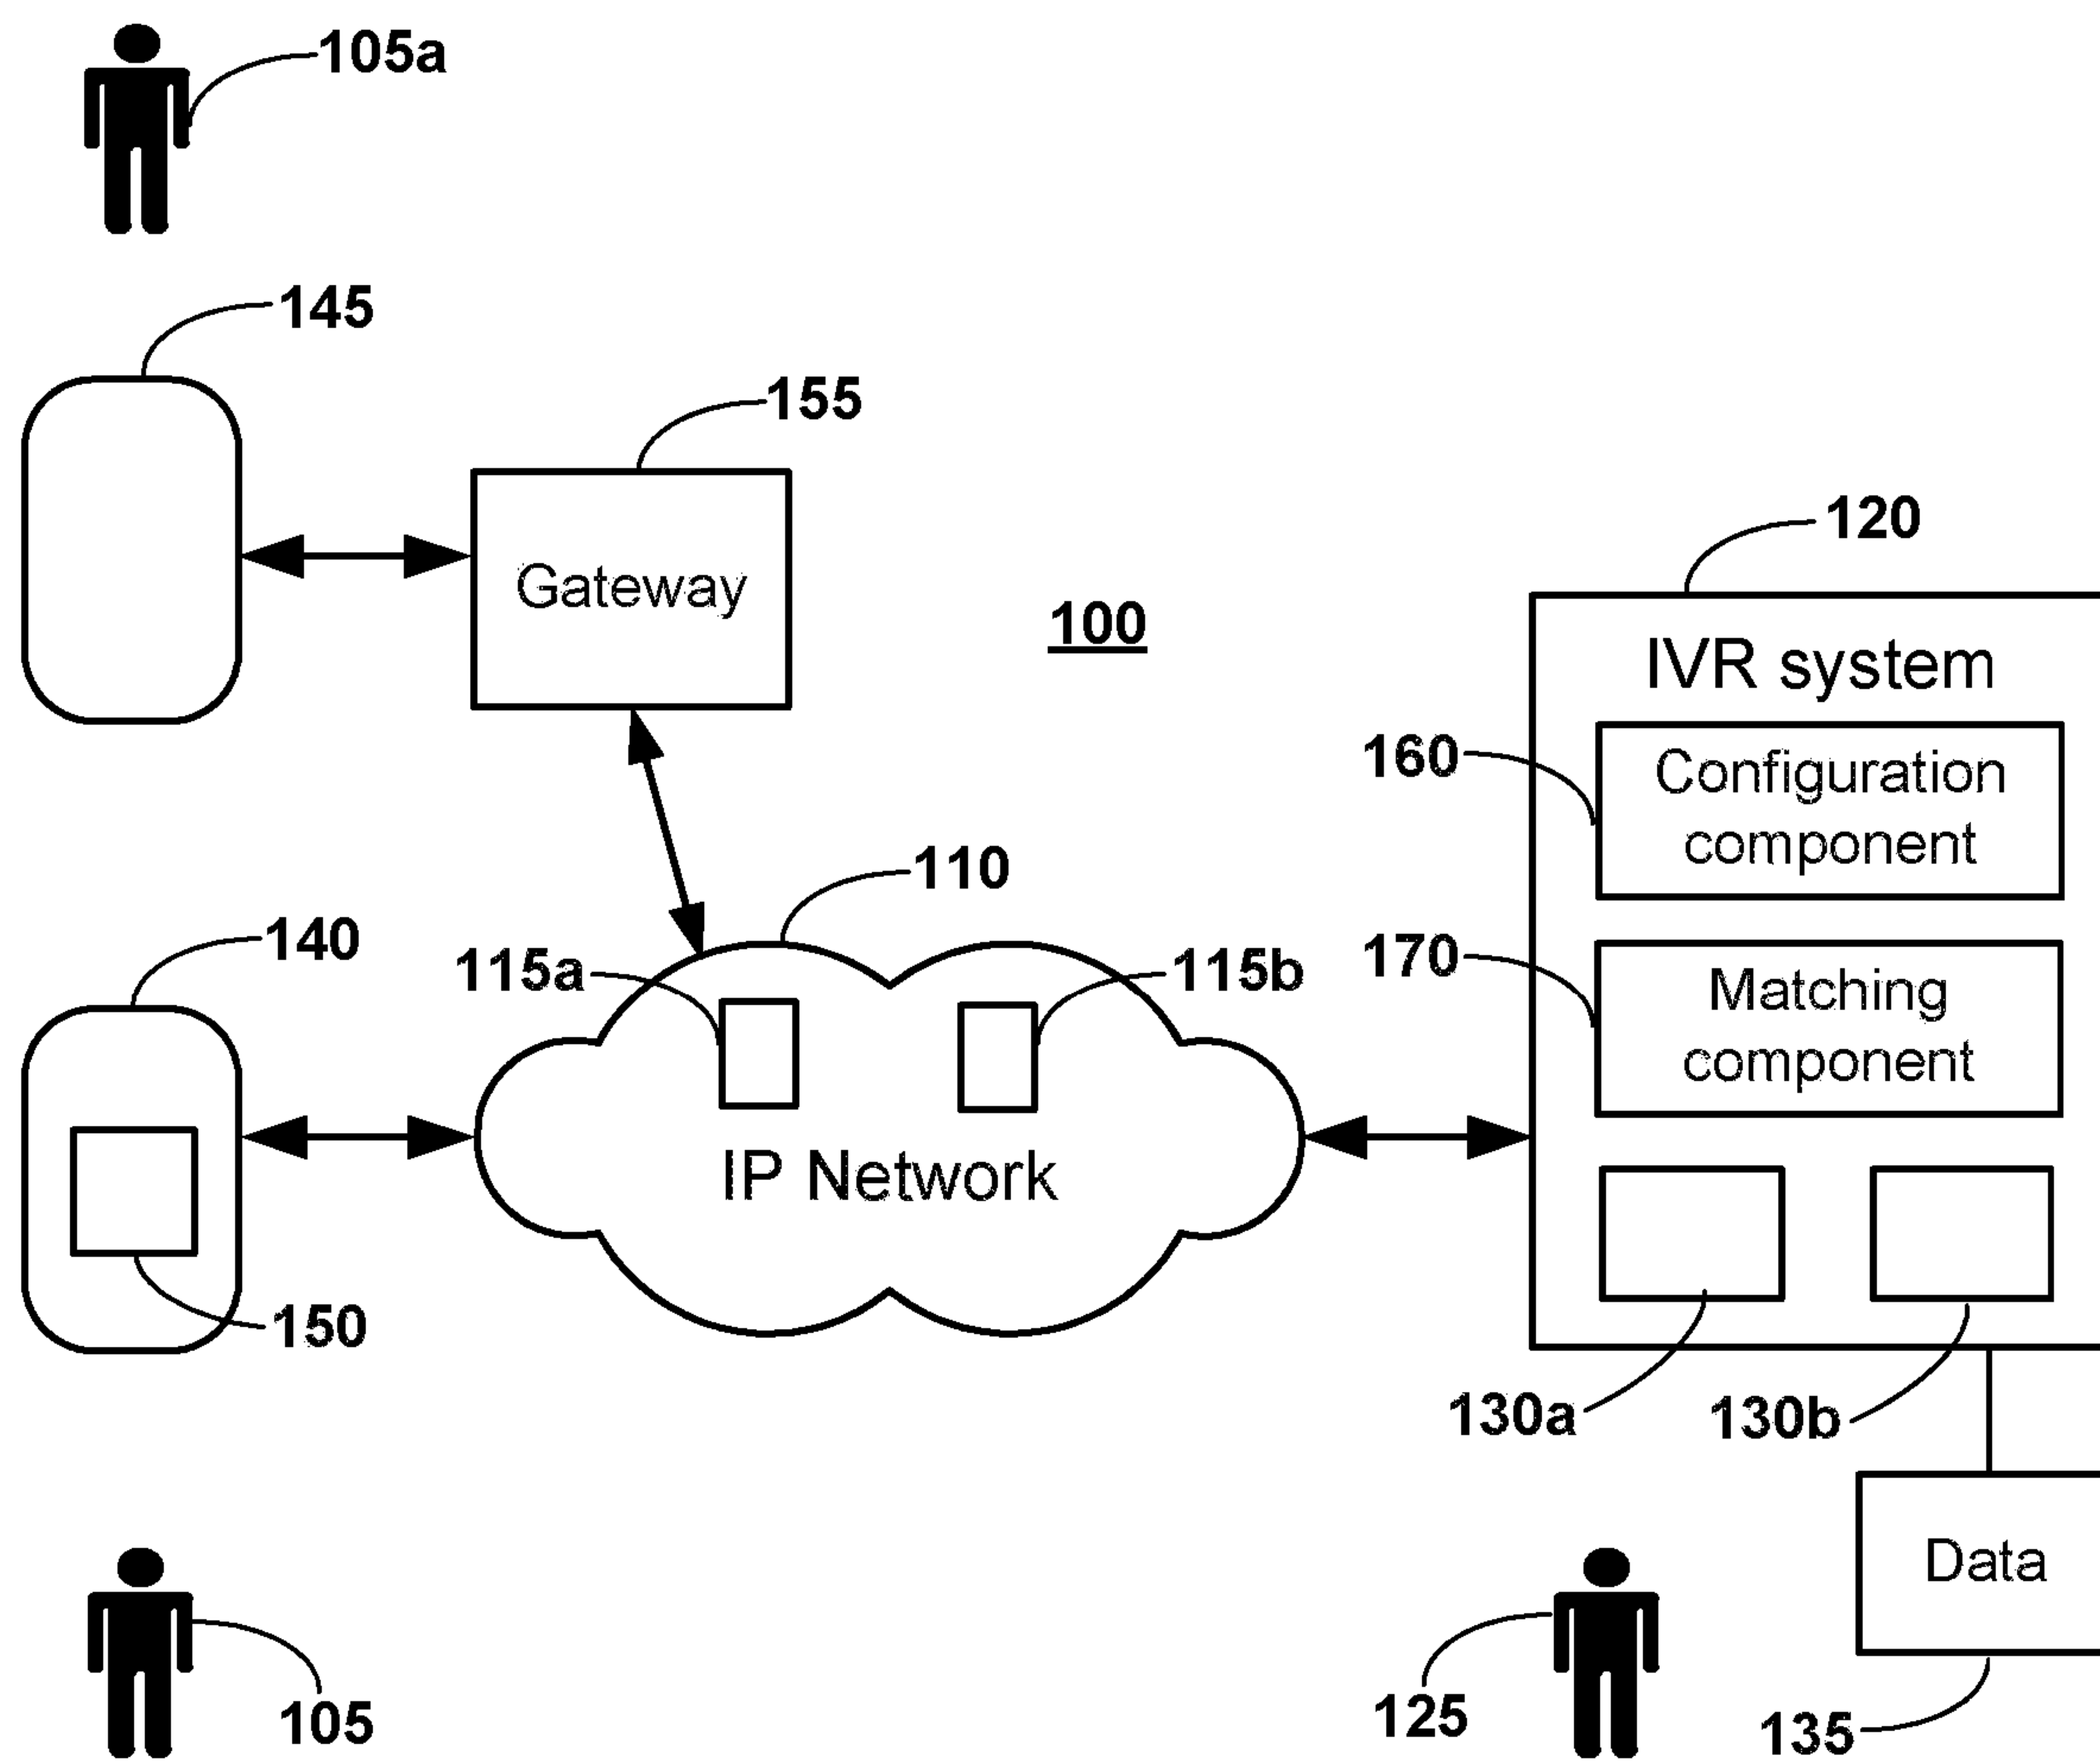 105a
145
155
120
Gateway
100
IVR system
160
Configuration
component
110
140
115a
115b
170
Matching
component
IP Network
150
130a
130b
Data
105
125
135